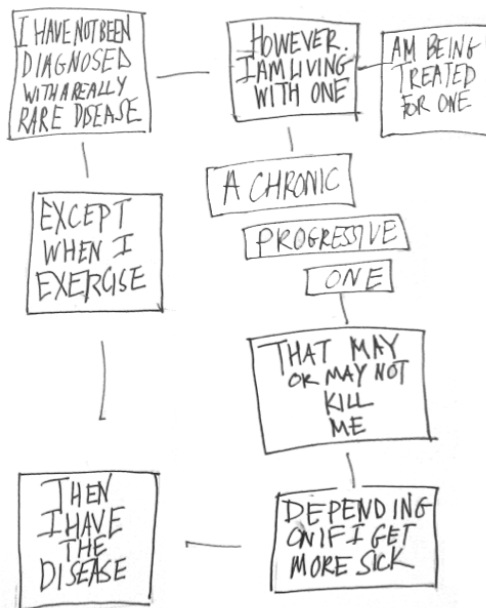 I HAVE NOT BEEN
DIAGNOSED
WITH A REALLY
RARE DISEASE
HOWEVER.
I AM LIVING
WITH ONE
AM BEING
TREATED
FOR ONE
A CHRONIC
PROGRESSIVE
ONE
THAT MAY
OR MAY NOT
KILL
ME
DEPENDING
ON IF I GET
MORE SICK
THEN
I HAVE
THE
DISEASE
EXCEPT
WHEN I
EXERCISE